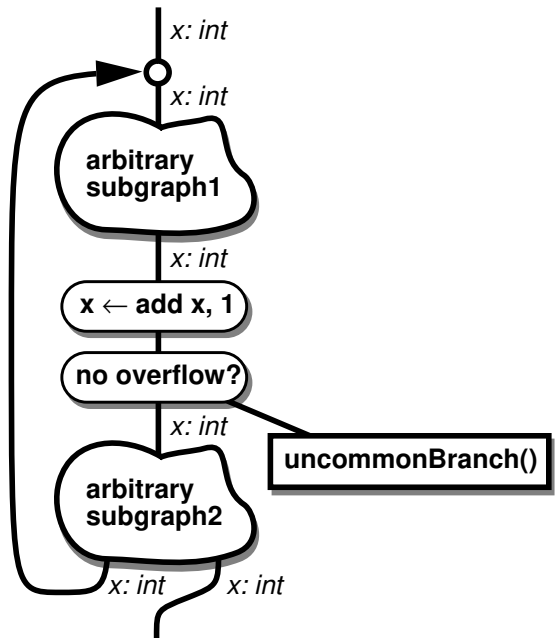 x: int
x: int
arbitrary
subgraph1
x: int
x ← add x, 1
no overflow?
x: int
uncommonBranch()
arbitrary
subgraph2
x: int
x: int